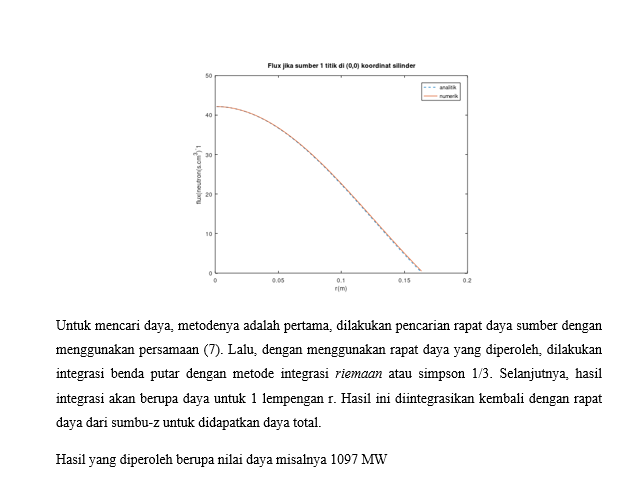 Flux jika sumber 1 titik di (0,0) koordinat silinder
50
40
30
20
10
0
flux(neutron(s.cm²)⁻1
analitik
numerik
0 0.05 0.1 0.15 0.2
r(m)
Untuk mencari daya, metodenya adalah pertama, dilakukan pencarian rapat daya sumber dengan
menggunakan persamaan (7). Lalu, dengan menggunakan rapat daya yang diperoleh, dilakukan
integrasi benda putar dengan metode integrasi riemaan atau simpson 1/3. Selanjutnya, hasil
integrasi akan berupa daya untuk 1 lempengan r. Hasil ini diintegrasikan kembali dengan rapat
daya dari sumbu-z untuk didapatkan daya total.
Hasil yang diperoleh berupa nilai daya misalnya 1097 MW